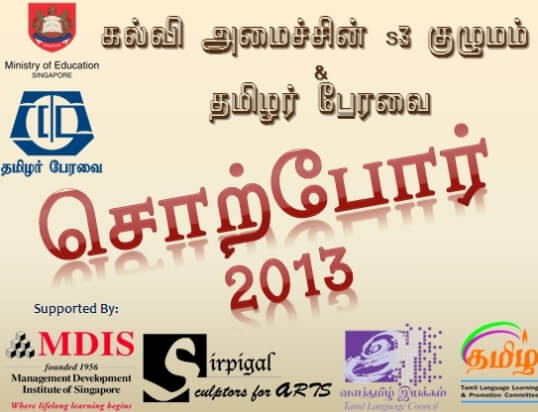 கல்வி அமைச்சின் s3 குழுமம்
&
தமிழர் பேரவை
Ministry of Education
SINGAPORE
தமிழர் பேரவை
சொற்போர்
2013
Supported By:
MDIS
founded 1956
Management Development
Institute of Singapore
Where lifelong learning begins
Sirpigal
Sculptors for ARTS
வளர்தமிழ் இயக்கம்
Tamil Language Council
தமிழ்
Tamil Language Learning
& Promotion Committee